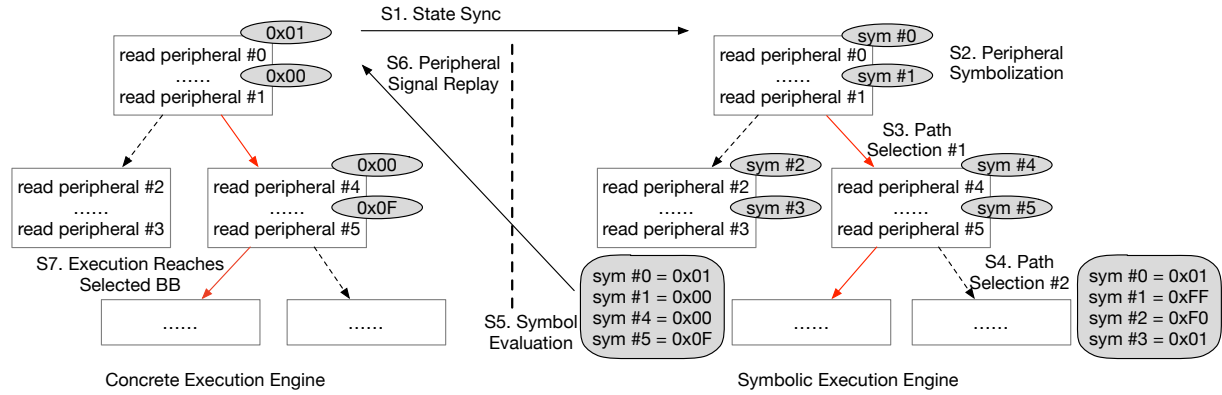 0x01
S1. State Sync
sym #0
read peripheral #0
……
0x00
read peripheral #1
S6. Peripheral
Signal Replay
read peripheral #0
……
sym #1
read peripheral #1
S2. Peripheral
Symbolization
S3. Path
Selection #1
read peripheral #2
……
read peripheral #3
0x00
read peripheral #4
……
0x0F
read peripheral #5
sym #2
read peripheral #2
……
sym #3
read peripheral #3
sym #4
read peripheral #4
……
sym #5
read peripheral #5
S7. Execution Reaches
Selected BB
……
……
S5. Symbol
Evaluation
sym #0 = 0x01
sym #1 = 0x00
sym #4 = 0x00
sym #5 = 0x0F
S4. Path
Selection #2
……
……
sym #0 = 0x01
sym #1 = 0xFF
sym #2 = 0xF0
sym #3 = 0x01
Concrete Execution Engine
Symbolic Execution Engine